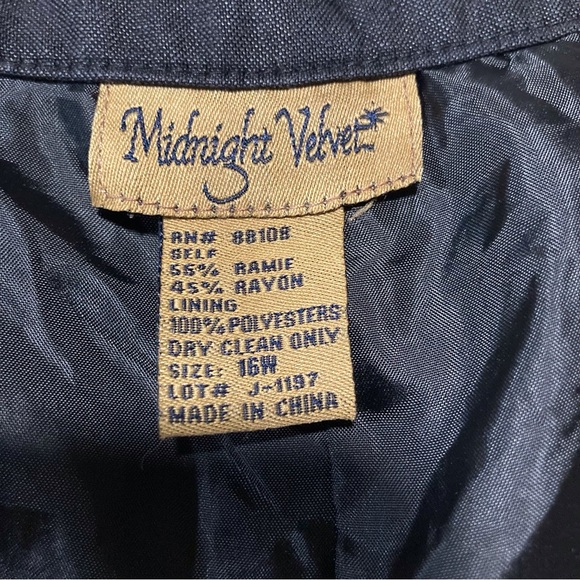 Midnight Velvet
RN# 88108
SELF
55% RAMIE
45% RAYON
LINING
100% POLYESTERS
DRY CLEAN ONLY
SIZE: 16W
LOT# J-1197
MADE IN CHINA